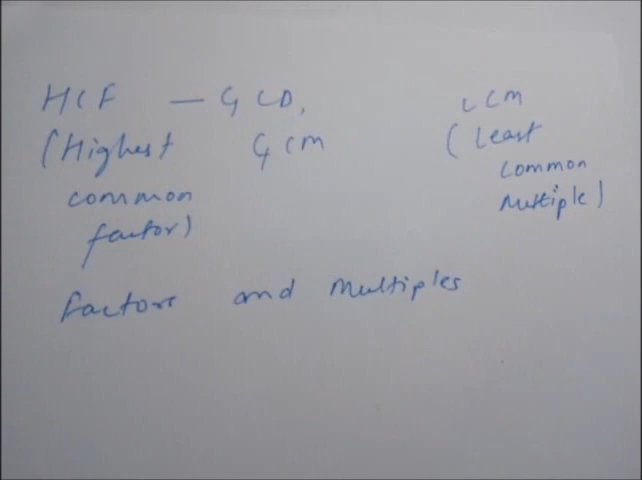 HCF — GCD, LCM
(Highest GCM (Least
common common
factor) Multiple)
Factors and Multiples